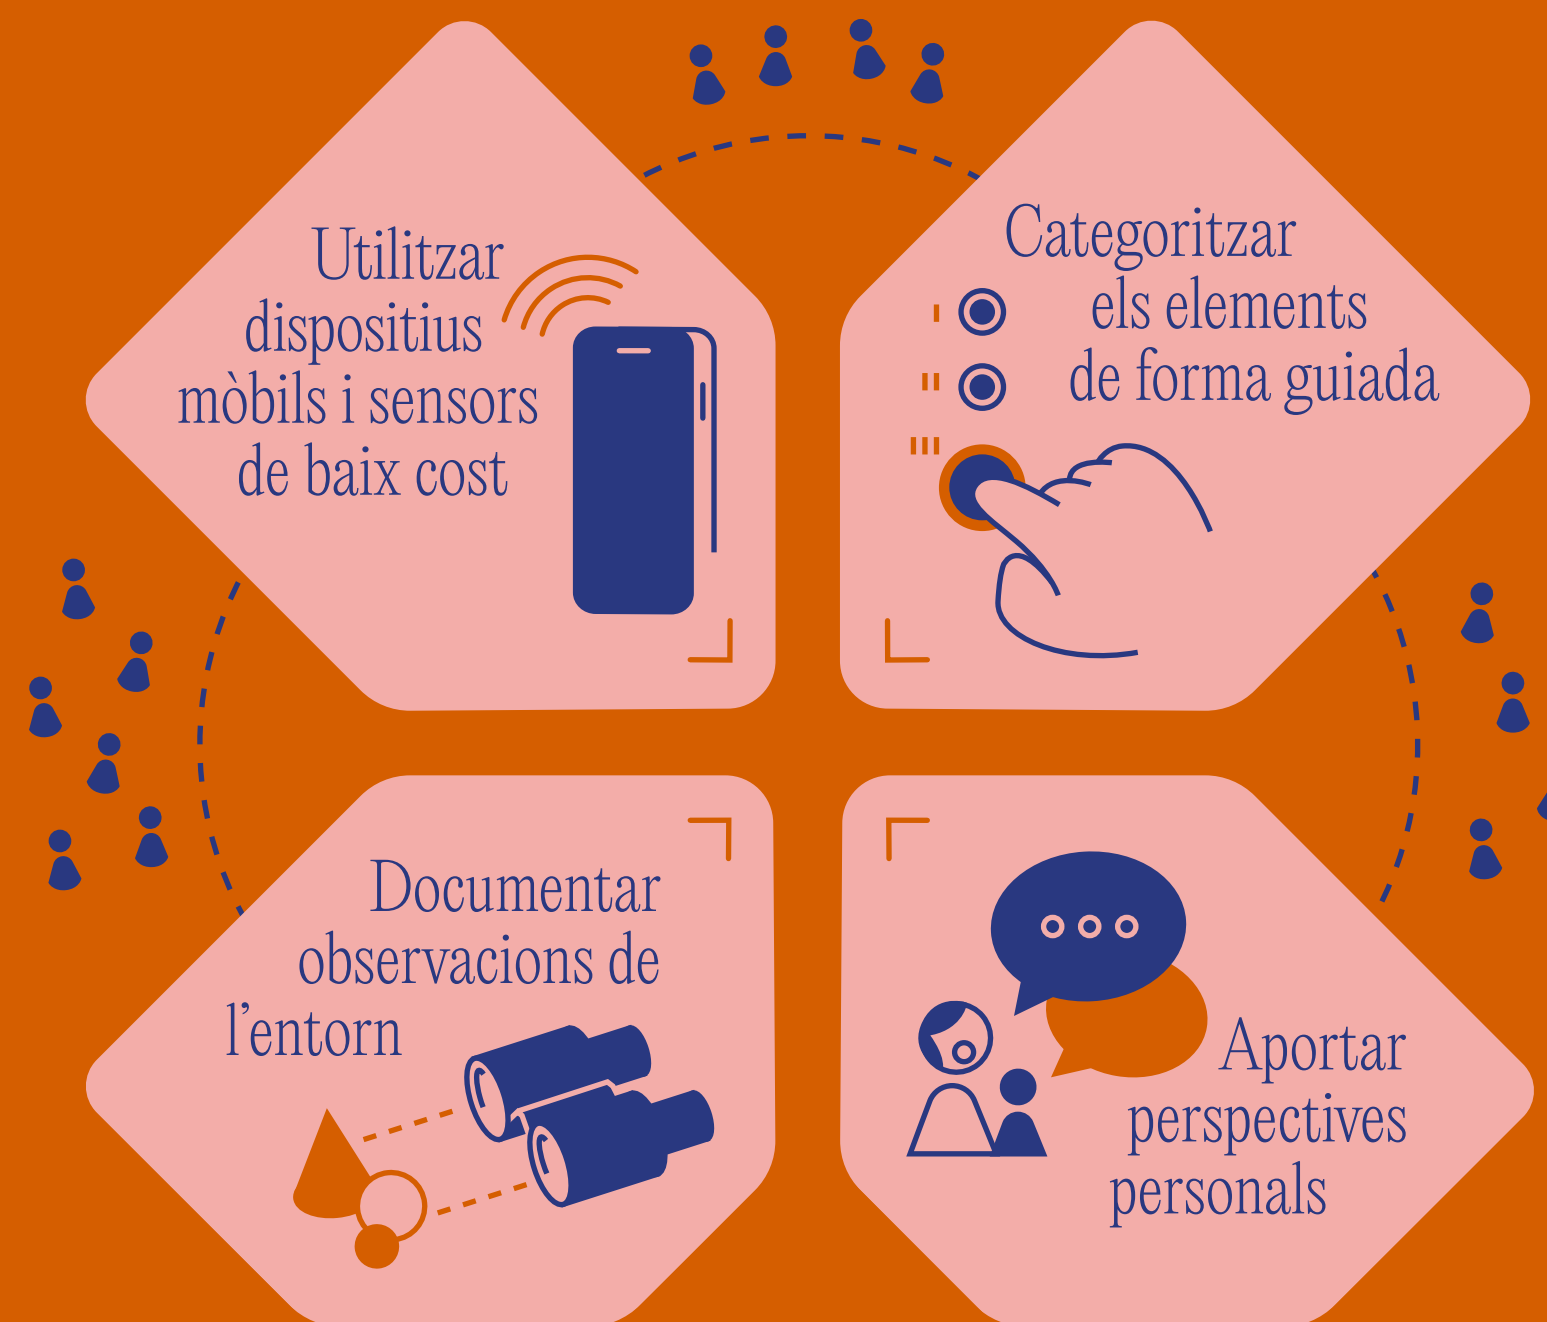 Utilitzar
dispositius
mòbils i sensors
de baix cost
Categoritzar
els elements
de forma guiada
Documentar
observacions de
l’entorn
Aportar
perspectives
personals